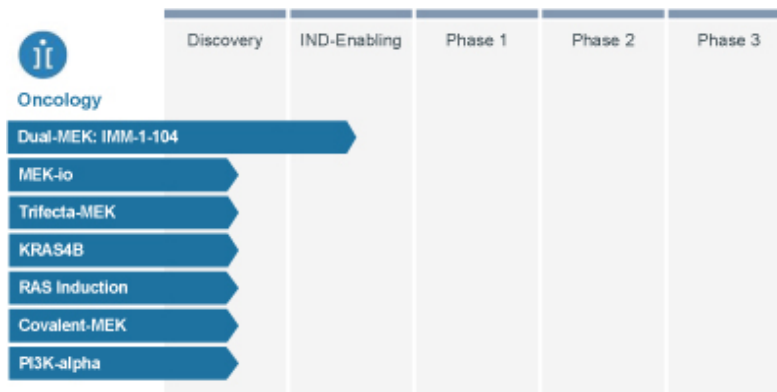 Discovery IND-Enabling Phase 1 Phase 2 Phase 3
Oncology
Dual-MEK: IMM-1-104
MEK-io
Trifecta-MEK
KRAS4B
RAS Induction
Covalent-MEK
PI3K-alpha